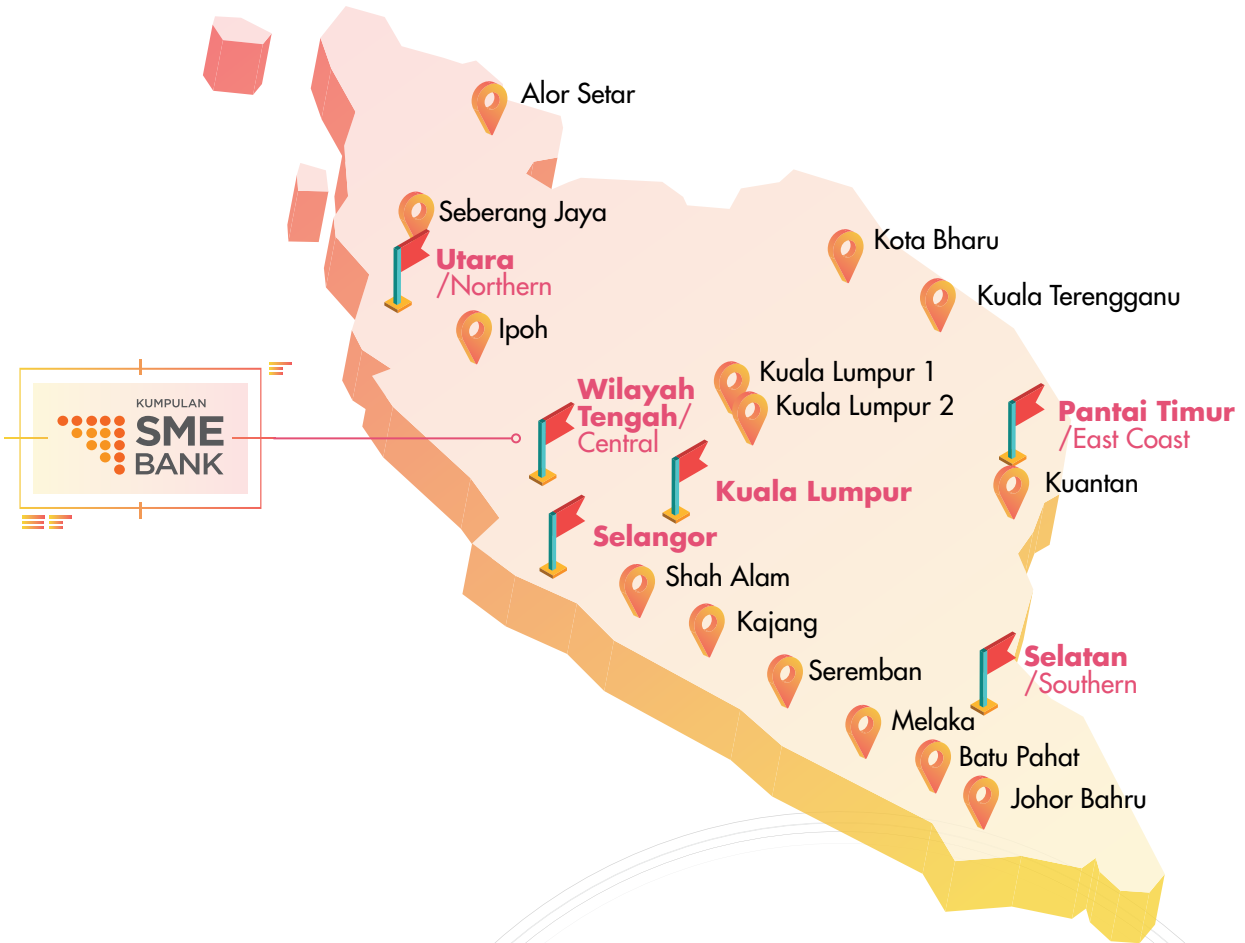 Alor Setar
Seberang Jaya
Utara
/Northern
Ipoh
Kota Bharu
Kuala Terengganu
KUMPULAN
SME
BANK
Wilayah
Tengah/
Central
Kuala Lumpur 1
Kuala Lumpur 2
Pantai Timur
/East Coast
Kuala Lumpur
Kuantan
Selangor
Shah Alam
Kajang
Seremban
Selatan
/Southern
Melaka
Batu Pahat
Johor Bahru